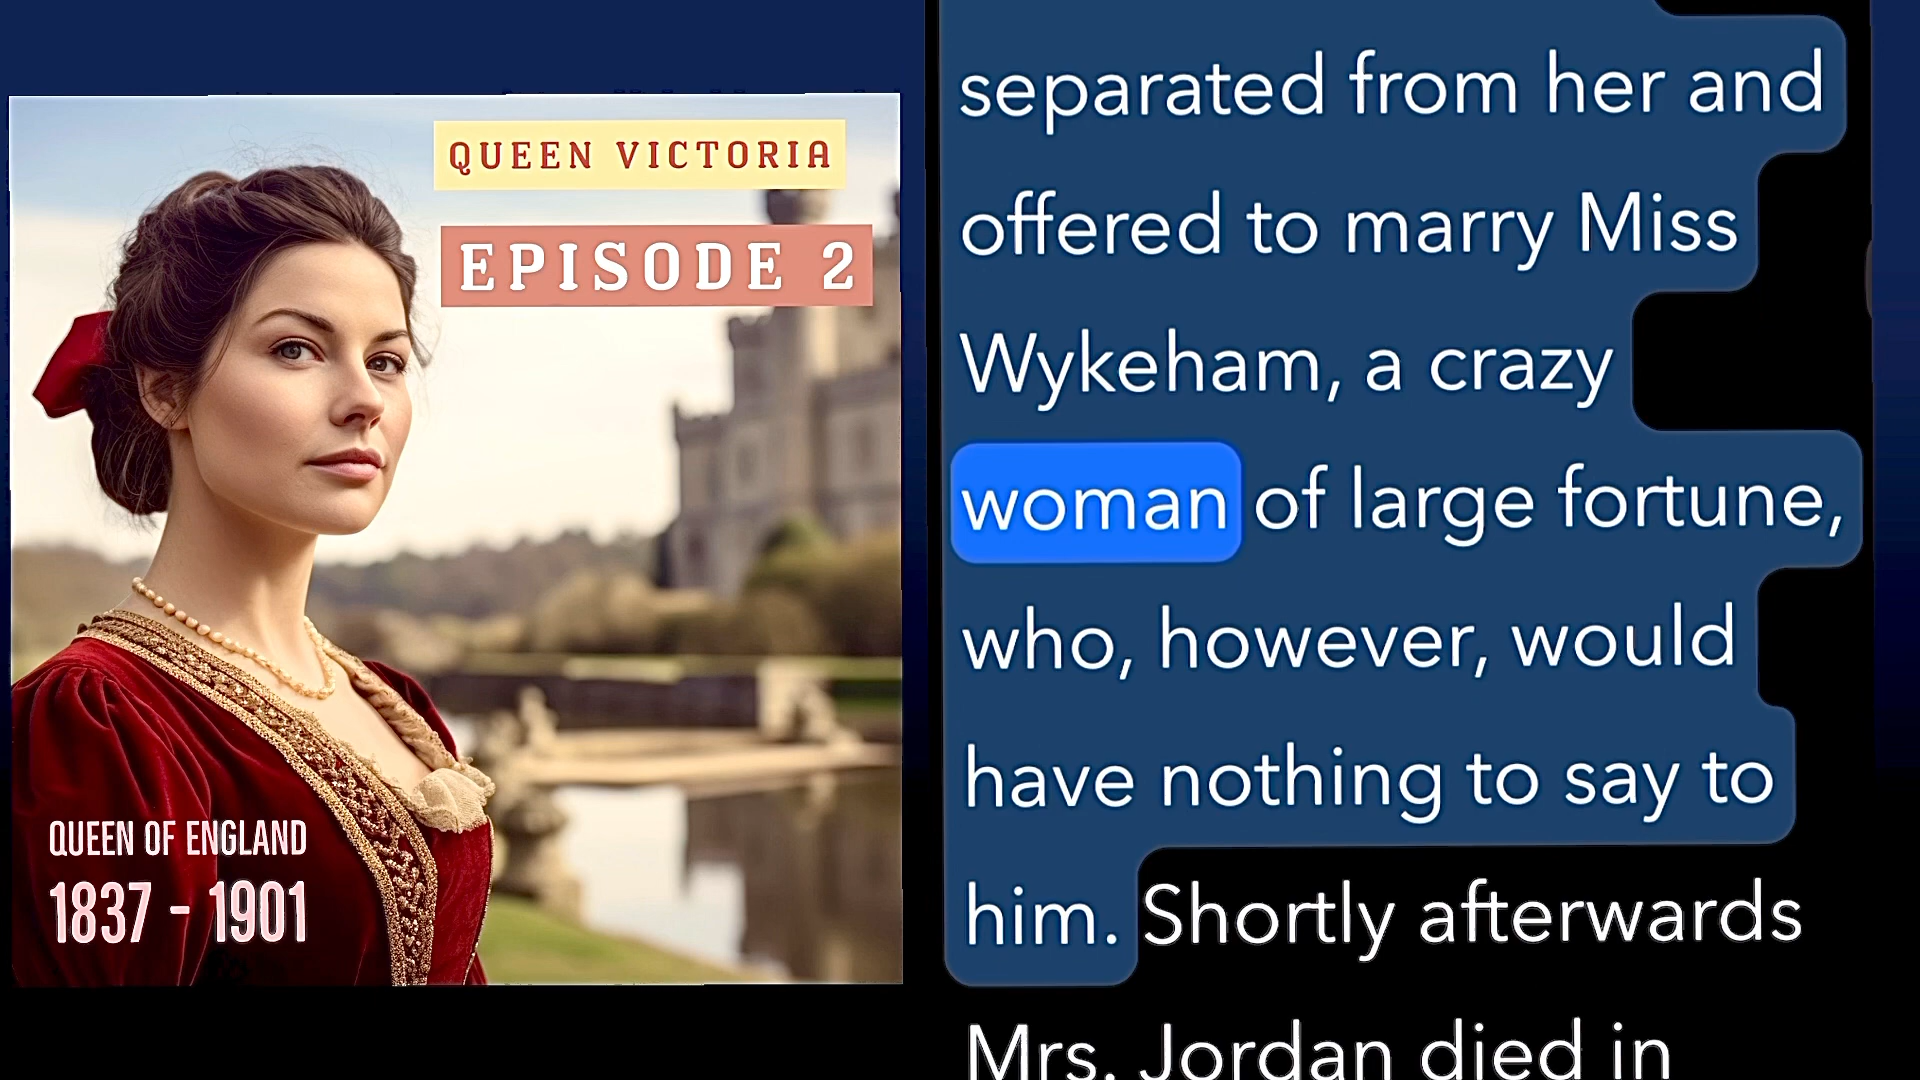 QUEEN VICTORIA
EPISODE 2
QUEEN OF ENGLAND
1837 - 1901
separated from her and
offered to marry Miss
Wykeham, a crazy
woman of large fortune,
who, however, would
have nothing to say to
him. Shortly afterwards
Mrs. Jordan died in